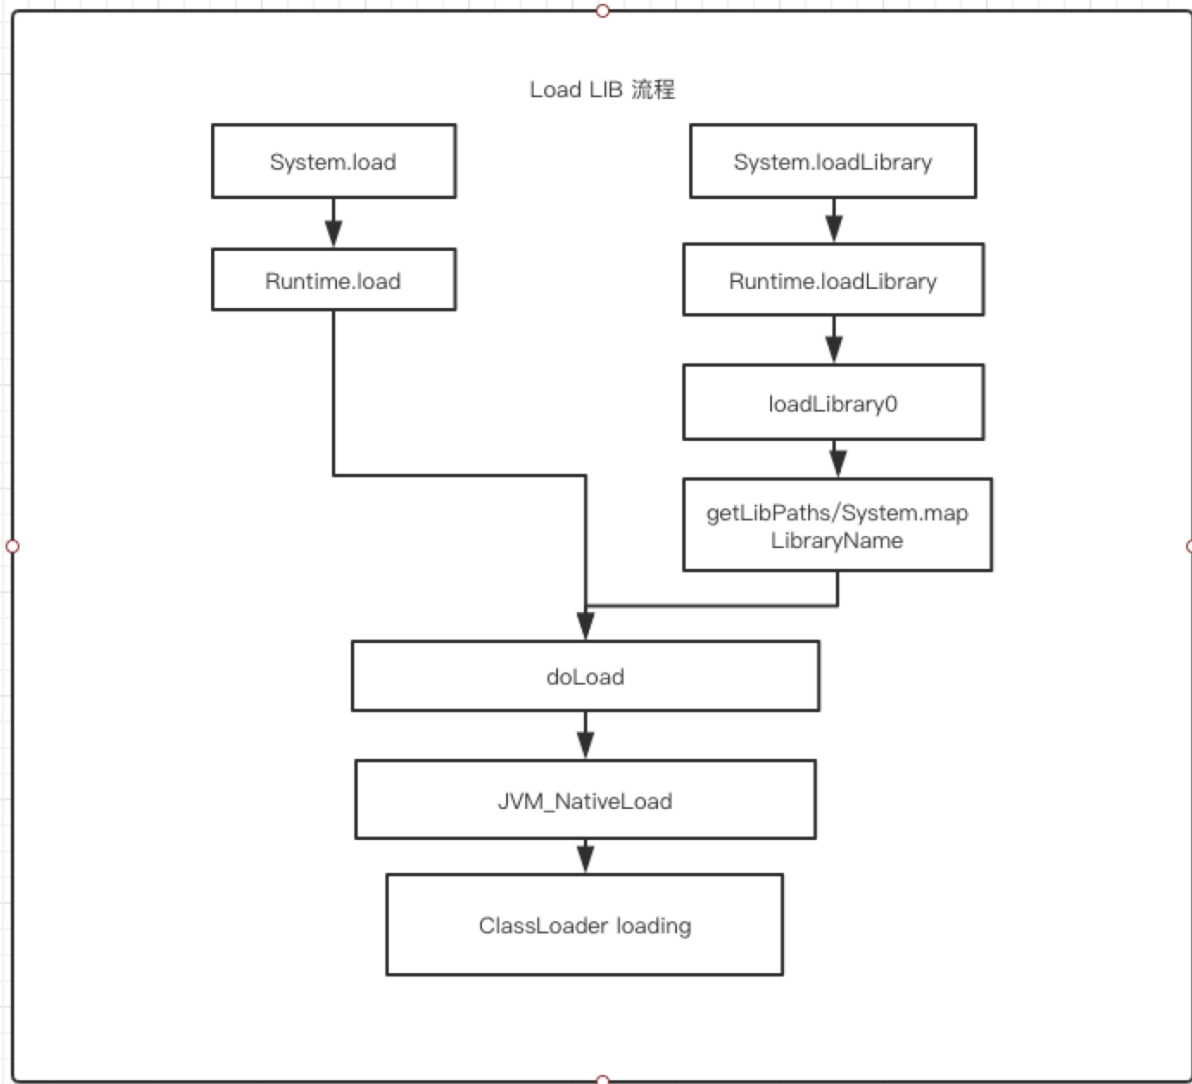 Load LIB 流程
System.load
System.loadLibrary
Runtime.load
Runtime.loadLibrary
loadLibrary0
getLibPaths/System.map
LibraryName
doLoad
JVM_NativeLoad
ClassLoader loading